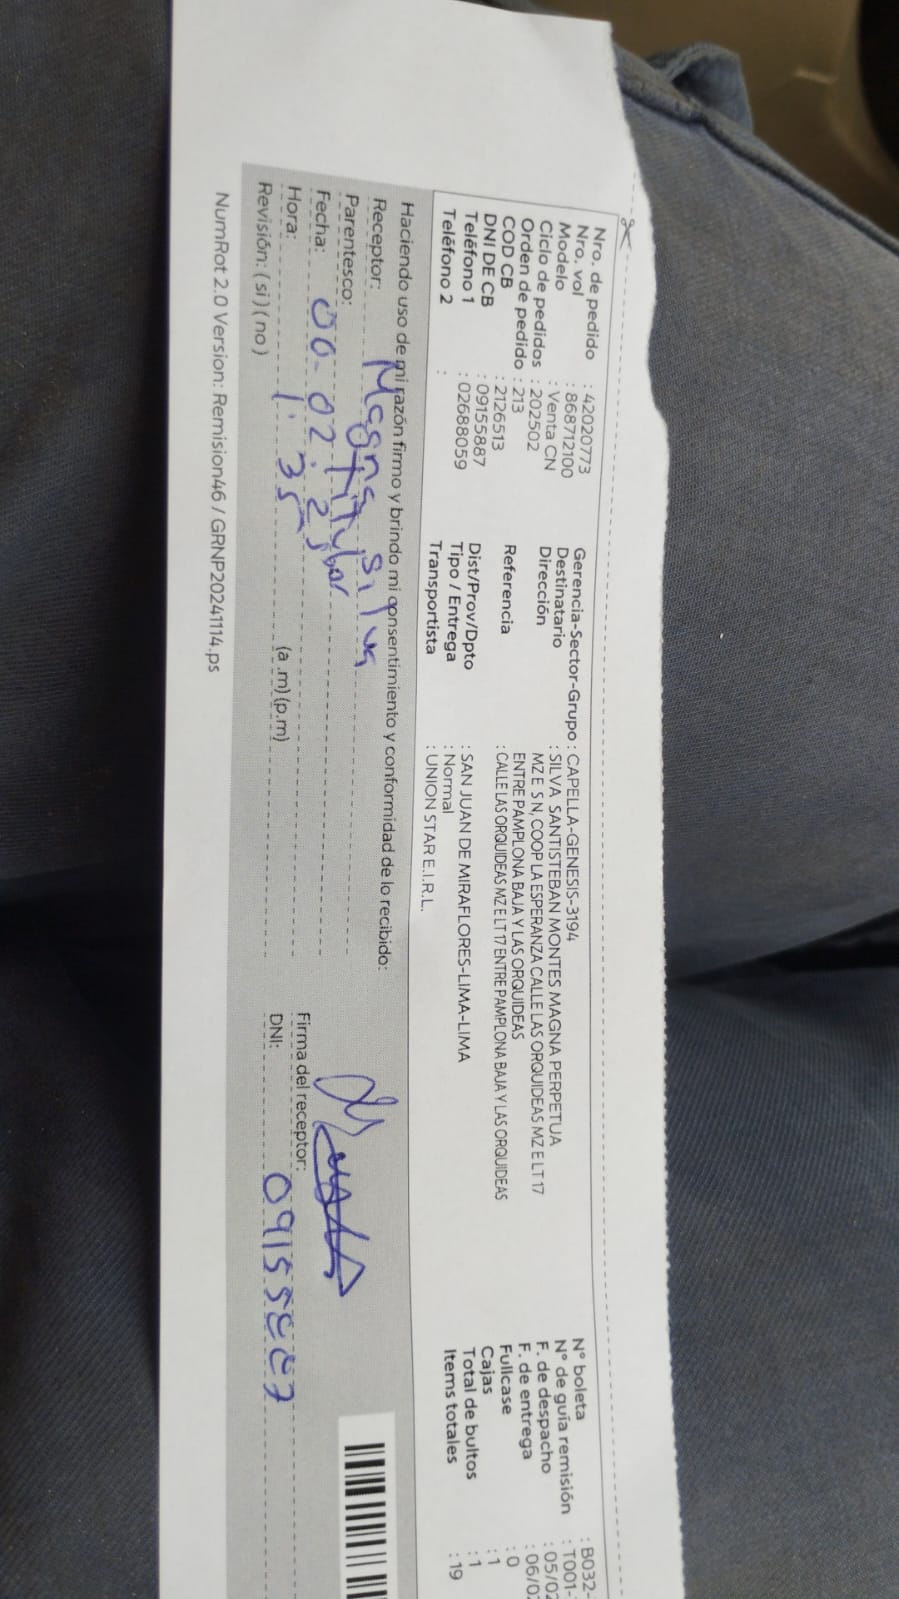 Nro. de pedido : 42020773
Nro. vol : 868712100
Modelo : Venta CN
Ciclo de pedidos : 202502
Orden de pedido : 213
COD CB : 2126513
DNI DE CB : 09155887
Teléfono 1 : 02688059
Teléfono 2 :
Gerencia-Sector-Grupo : CAPELLA-GENESIS-3194
Destinatario : SILVA SANTISTEBAN MONTES MAGNA PERPETUA
Dirección MZ E S N, COOP LA ESPERANZA CALLE LAS ORQUIDEAS MZ E LT 17
ENTRE PAMPLONA BAJA Y LAS ORQUIDEAS
Referencia : CALLE LAS ORQUIDEAS MZ E LT 17 ENTRE PAMPLONA BAJA Y LAS ORQUIDEAS
Dist/Prov/Dpto : SAN JUAN DE MIRAFLORES-LIMA-LIMA
Tipo / Entrega : Normal
Transportista : UNION STAR E.I.R.L.
N° boleta : B032-
N° de guía remisión : T001-
F. de despacho : 05/02
F. de entrega : 06/02
Fullcase : 0
Cajas : 1
Total de bultos : 1
Items totales : 19
Haciendo uso de mi razón firmo y brindo mi consentimiento y conformidad de lo recibido:
Receptor: Magna Silva
Parentesco: Titular
Fecha: 06-02-25
Hora: 1:35 (a.m)(p.m)
Revisión: (si)(no)
Firma del receptor:
DNI: 09155887
NumRot 2.0 Version: Remision46 / GRNP20241114.ps